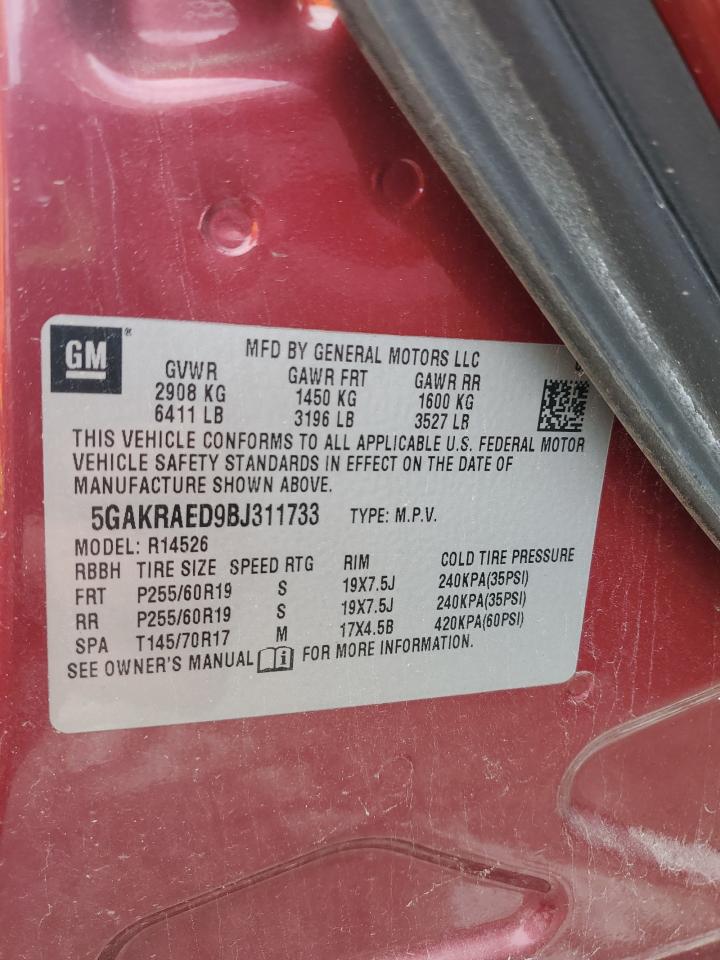 GM ®
MFD BY GENERAL MOTORS LLC
GVWR GAWR FRT GAWR RR
2908 KG 1450 KG 1600 KG
6411 LB 3196 LB 3527 LB
THIS VEHICLE CONFORMS TO ALL APPLICABLE U.S. FEDERAL MOTOR
VEHICLE SAFETY STANDARDS IN EFFECT ON THE DATE OF
MANUFACTURE SHOWN ABOVE.
5GAKRAED9BJ311733 TYPE: M.P.V.
MODEL: R14526
RBBH TIRE SIZE SPEED RTG RIM COLD TIRE PRESSURE
FRT P255/60R19 S 19X7.5J 240KPA(35PSI)
RR P255/60R19 S 19X7.5J 240KPA(35PSI)
SPA T145/70R17 M 17X4.5B 420KPA(60PSI)
SEE OWNER'S MANUAL i FOR MORE INFORMATION.